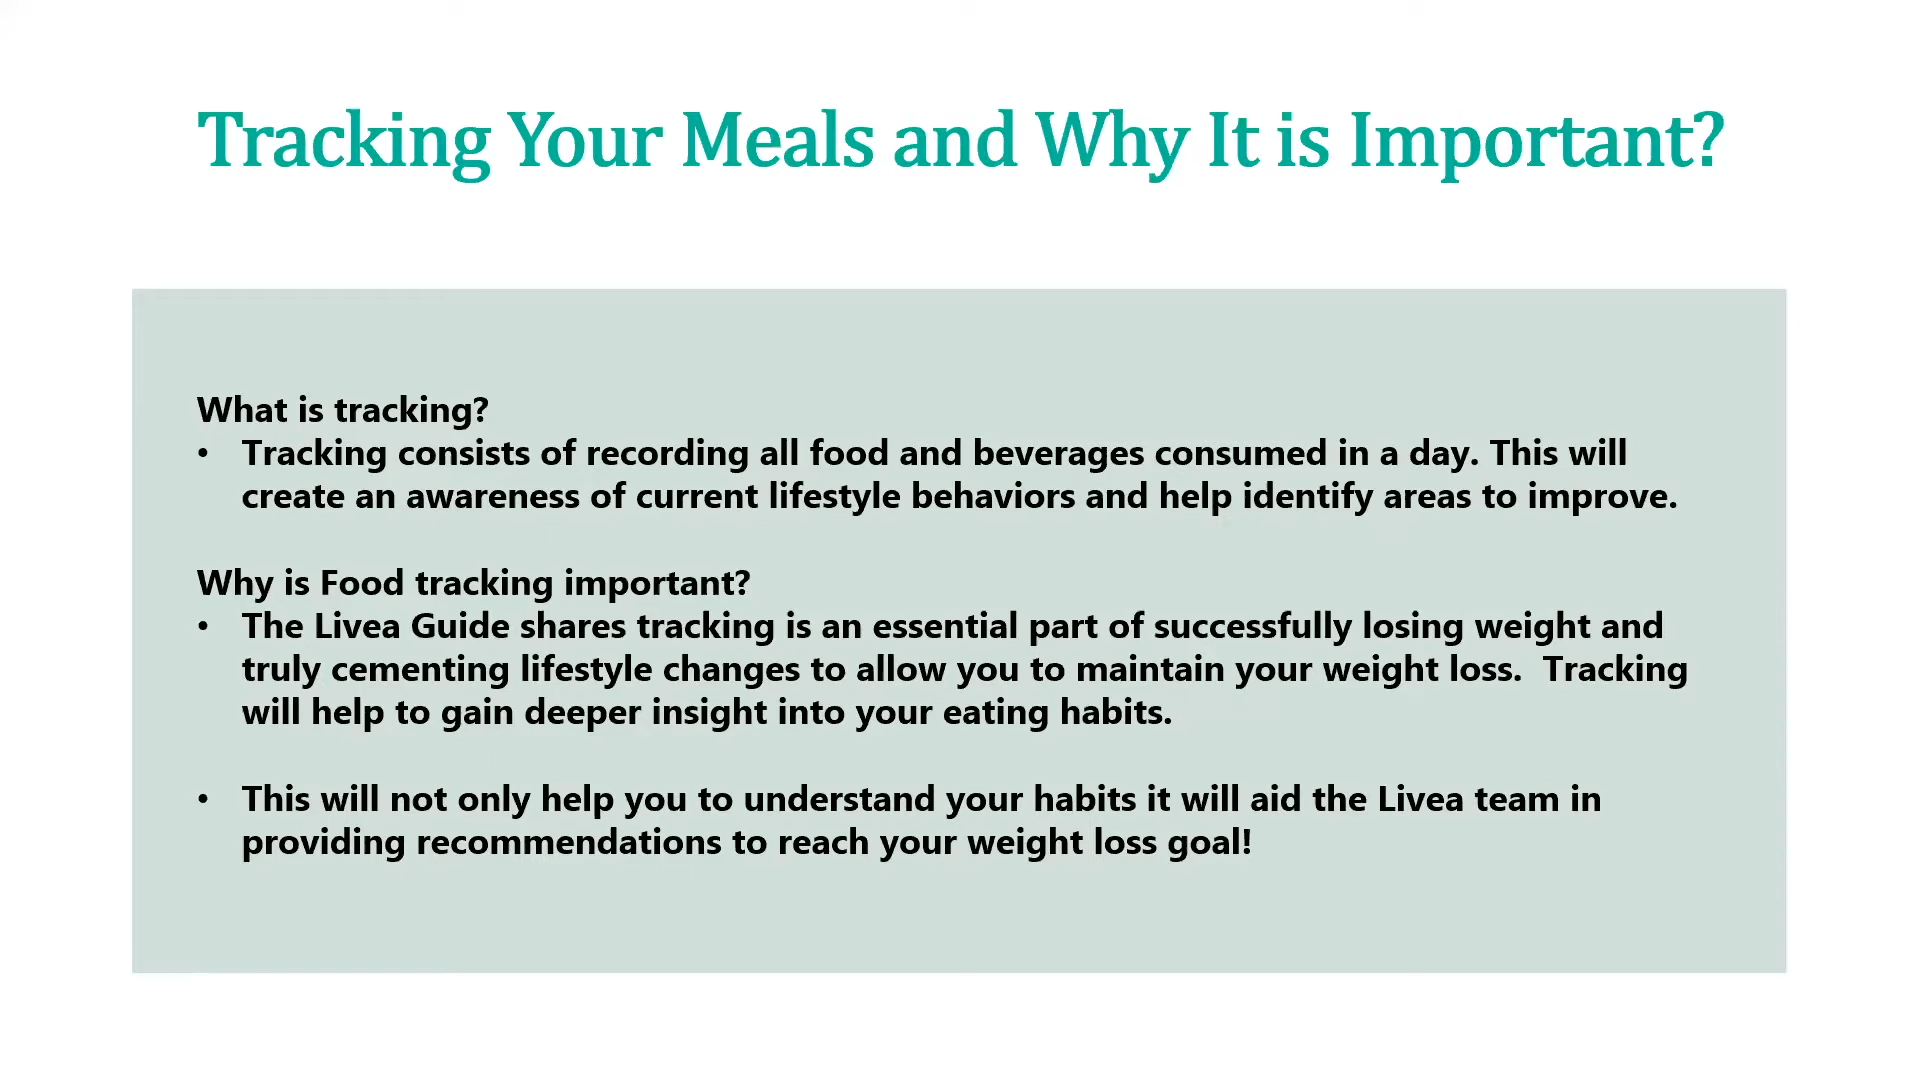 Tracking Your Meals and Why It is Important?
What is tracking?
• Tracking consists of recording all food and beverages consumed in a day. This will
create an awareness of current lifestyle behaviors and help identify areas to improve.
Why is Food tracking important?
• The Livea Guide shares tracking is an essential part of successfully losing weight and
truly cementing lifestyle changes to allow you to maintain your weight loss.  Tracking
will help to gain deeper insight into your eating habits.
• This will not only help you to understand your habits it will aid the Livea team in
providing recommendations to reach your weight loss goal!